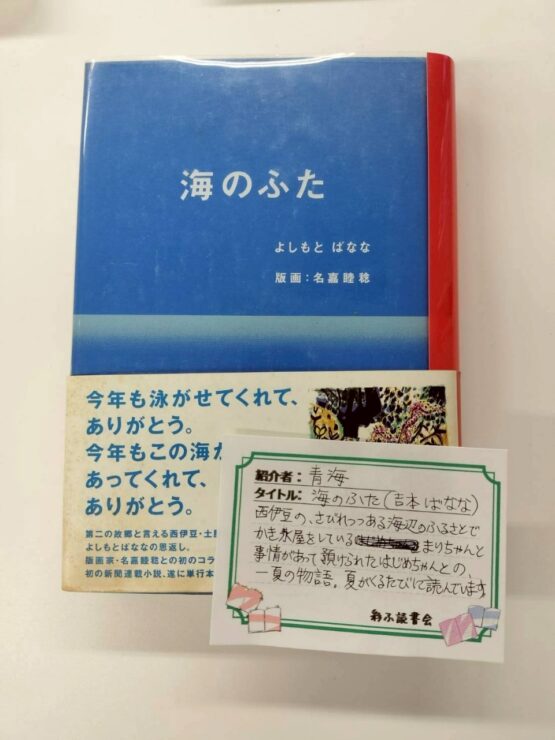 海のふた
よしもと ばなな
版画：名嘉睦稔
今年も泳がせてくれて、
ありがとう。
今年もこの海が
あってくれて、
ありがとう。
第二の故郷と言える西伊豆・土肥
よしもとばななの恩返し。
版画家・名嘉睦稔との初のコラ
初の新聞連載小説、遂に単行本
紹介者：青海
タイトル：海のふた（吉本ばなな）
西伊豆の、さびれつつある海辺のふるさとで
かき氷屋をしている まりちゃんと
事情があって預けられたはじめちゃんとの、
一夏の物語。夏がくるたびに読んでいます
読書会